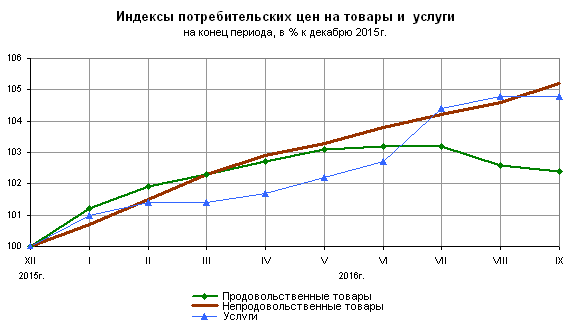 Индексы потребительских цен на товары и услуги
на конец периода, в % к декабрю 2015г.
106
105
104
103
102
101
100
XII I II III IV V VI VII VIII IX
2015г. 2016г.
Продовольственные товары
Непродовольственные товары
Услуги